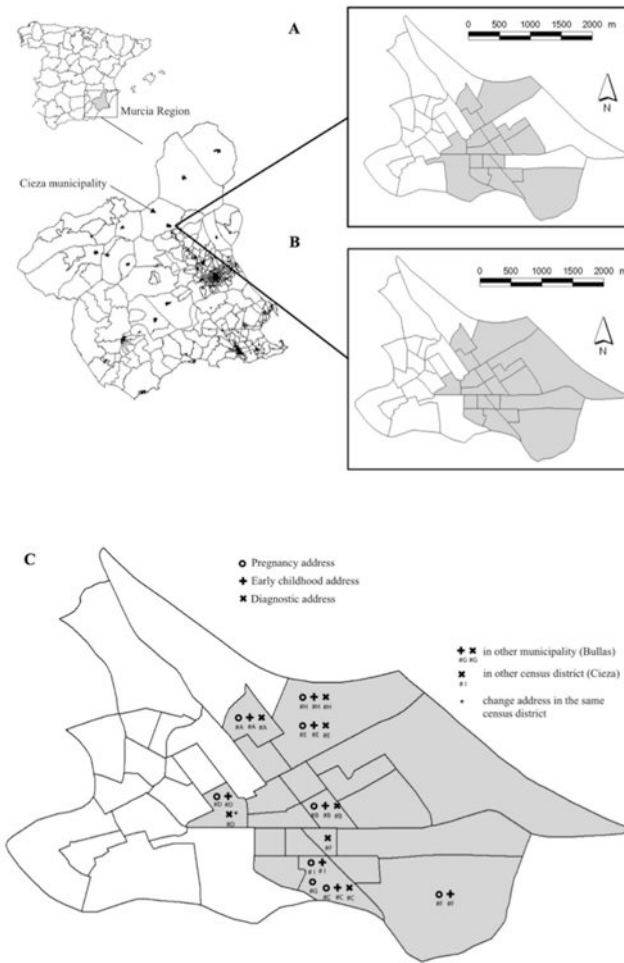 A
0 500 1000 1500 2000 m
N
Murcia Region
Cieza municipality
B
0 500 1000 1500 2000 m
N
C
Pregnancy address
Early childhood address
Diagnostic address
in other municipality (Bullas)
#G #G
in other census district (Cieza)
#I
* change address in the same
census district
#H #H #H
#A #A #A
#E #E #E
#D #D
#D *
#B #B #B
#F
#I #I
#G
#C #C #C
#F #F